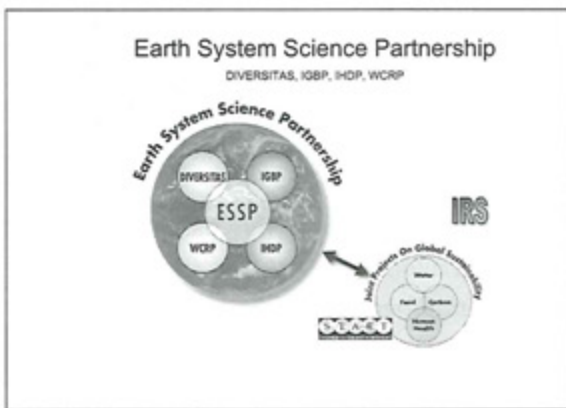 Earth System Science Partnership
DIVERSITAS, IGBP, IHDP, WCRP
Earth System Science Partnership
DIVERSITAS
IGBP
ESSP
WCRP
IHDP
IRS
Joint Projects On Global Sustainability
Water
Food
Carbon
Human
Health
START